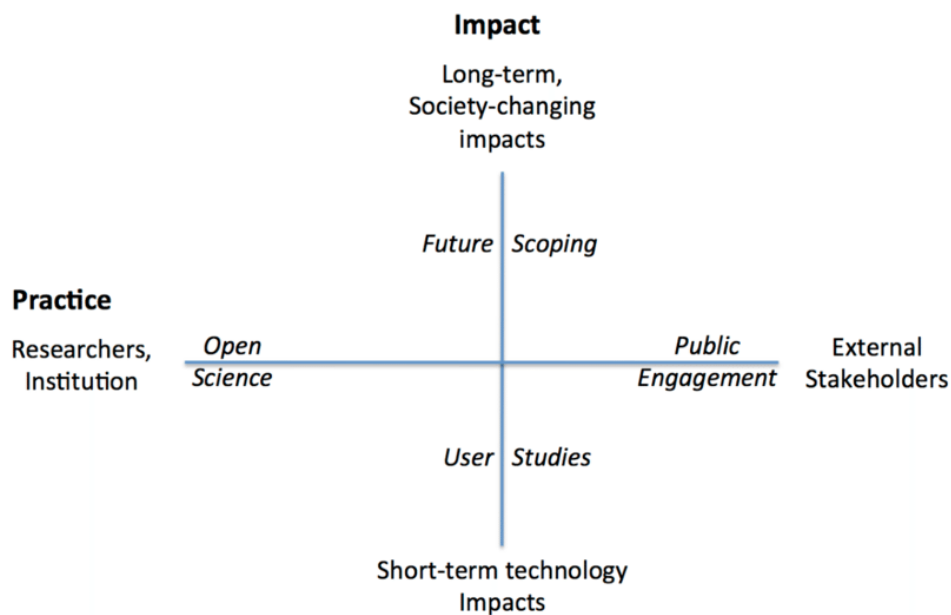 Impact
Long-term,
Society-changing
impacts
Future Scoping
Practice
Researchers,
Institution
Open
Science
Public
Engagement
External
Stakeholders
User Studies
Short-term technology
Impacts